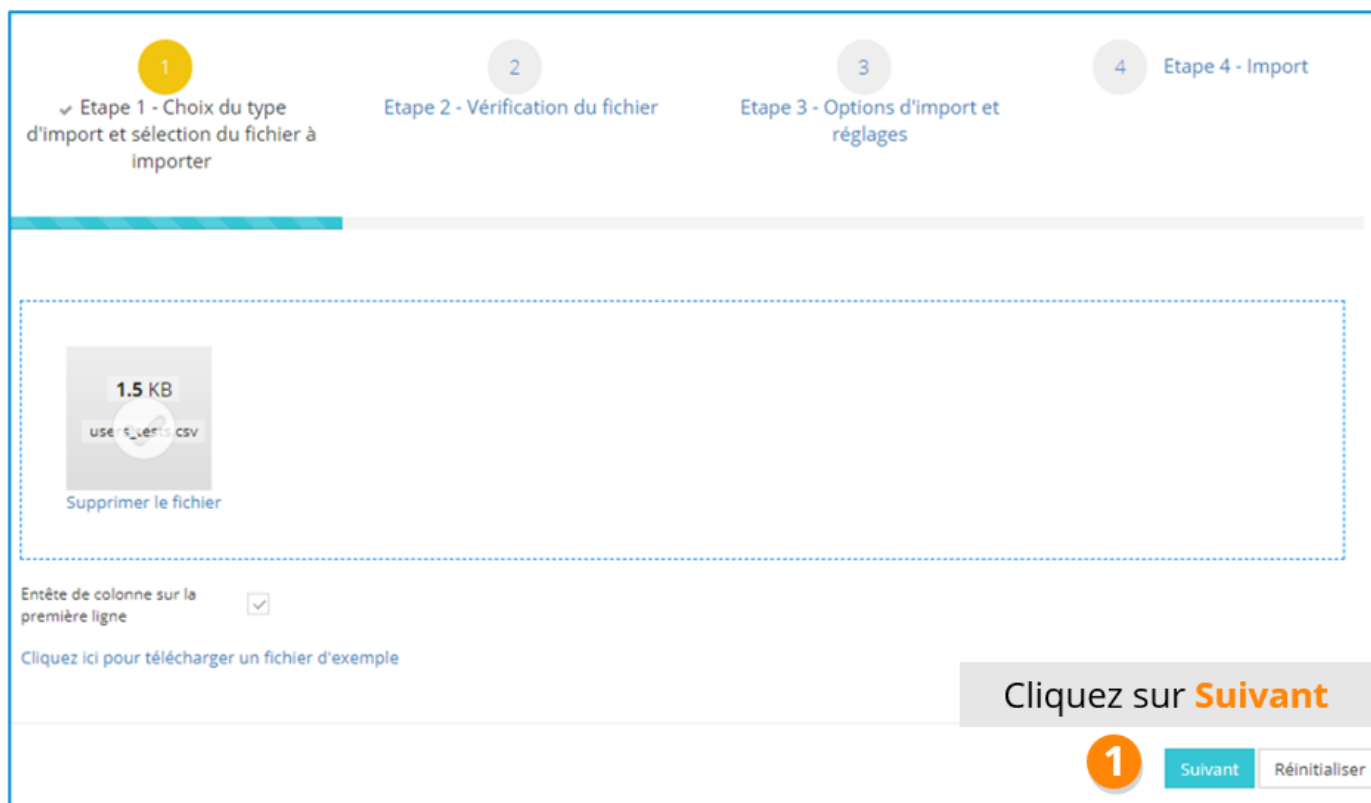 1
✓ Etape 1 - Choix du type
d'import et sélection du fichier à
importer
2
Etape 2 - Vérification du fichier
3
Etape 3 - Options d'import et
réglages
4
Etape 4 - Import
1.5 KB
users_tests.csv
Supprimer le fichier
Entête de colonne sur la
première ligne
Cliquez ici pour télécharger un fichier d'exemple
Cliquez sur Suivant
1
Suivant
Réinitialiser